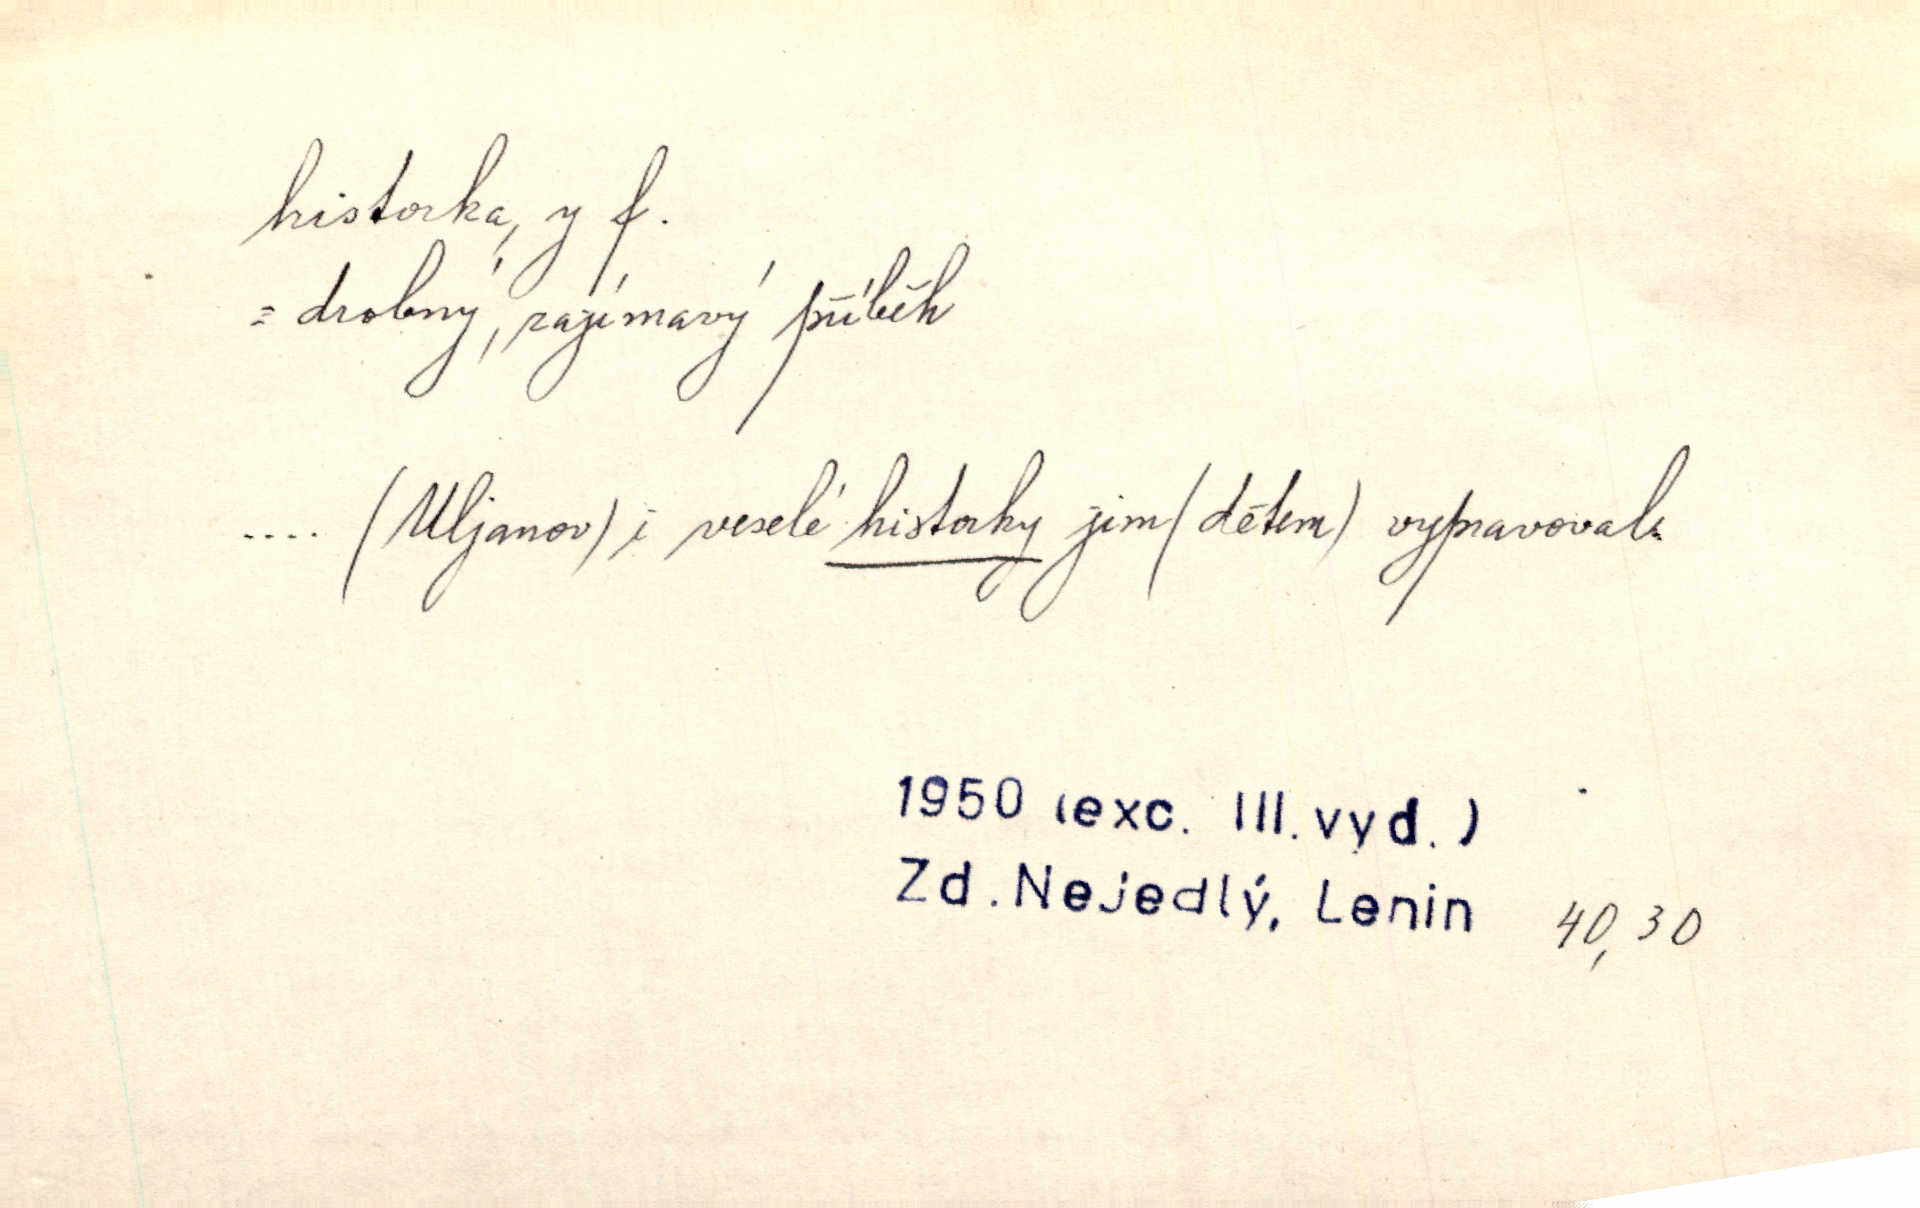 historka, y f.
= drobný, zajímavý příběh
.... (Uljanov) i veselé historky jim (dětem) vypravoval.
1950 (exc. III. vyd.)
Zd. Nejedlý, Lenin 40,30